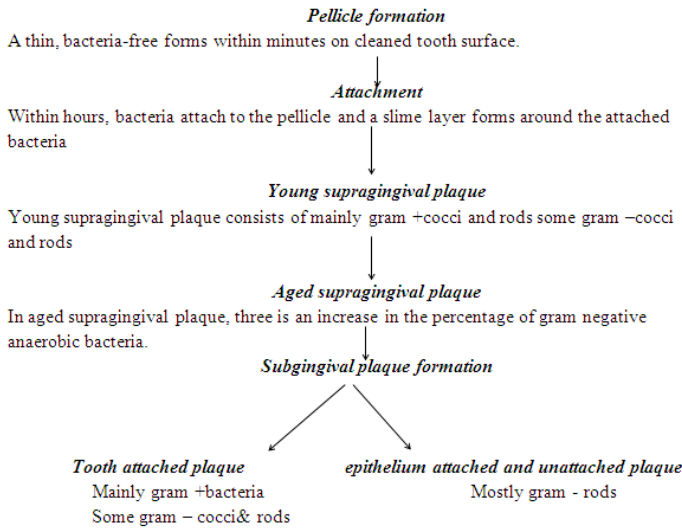 Pellicle formation
A thin, bacteria-free forms within minutes on cleaned tooth surface.
Attachment
Within hours, bacteria attach to the pellicle and a slime layer forms around the attached
bacteria
Young supragingival plaque
Young supragingival plaque consists of mainly gram +cocci and rods some gram –cocci
and rods
Aged supragingival plaque
In aged supragingival plaque, three is an increase in the percentage of gram negative
anaerobic bacteria.
Subgingival plaque formation
Tooth attached plaque
Mainly gram +bacteria
Some gram – cocci& rods
epithelium attached and unattached plaque
Mostly gram - rods